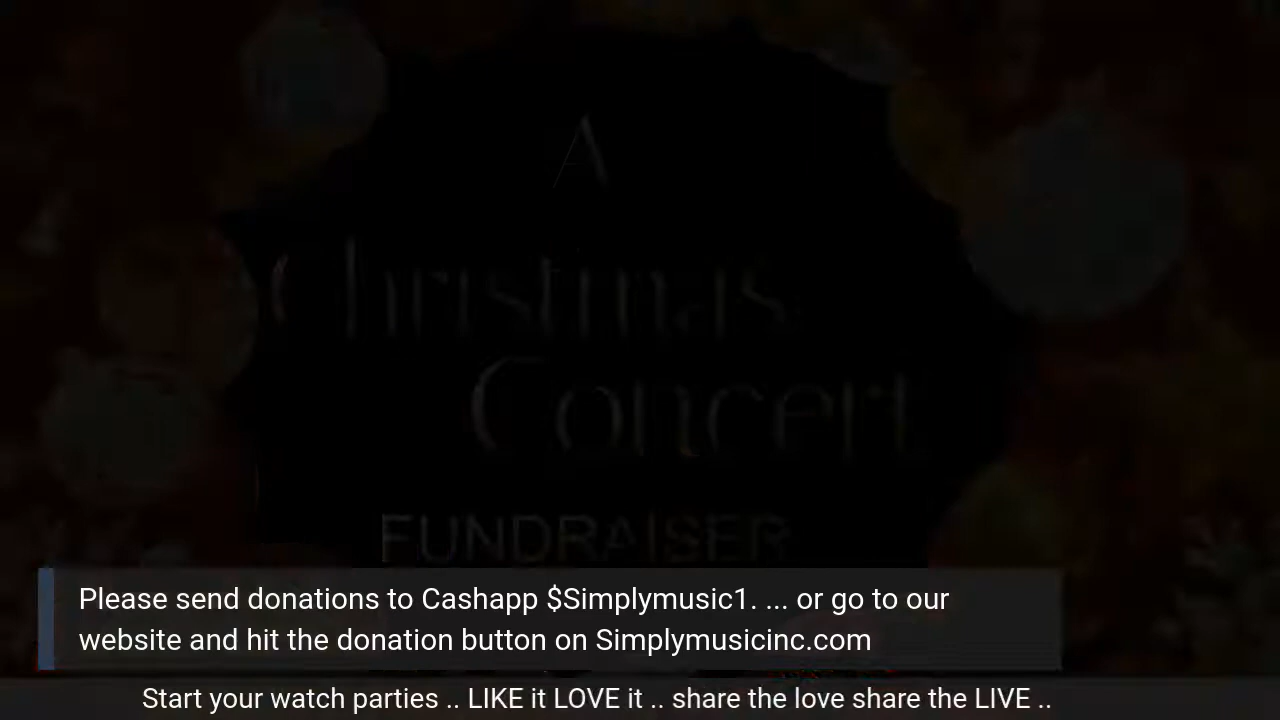 A
Christmas
Concert
FUNDRAISER
Please send donations to Cashapp $Simplymusic1. ... or go to our
website and hit the donation button on Simplymusicinc.com
Start your watch parties .. LIKE it LOVE it .. share the love share the LIVE ..